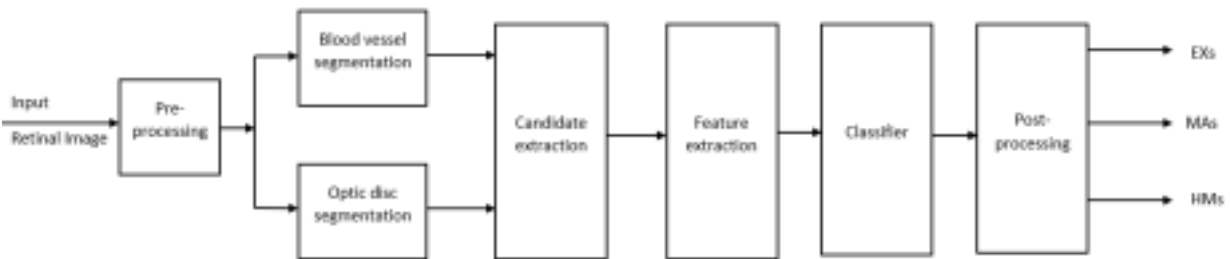 Input
Retinal Image
Pre-
processing
Blood vessel
segmentation
Optic disc
segmentation
Candidate
extraction
Feature
extraction
Classifier
Post-
processing
EXs
MAs
HMs